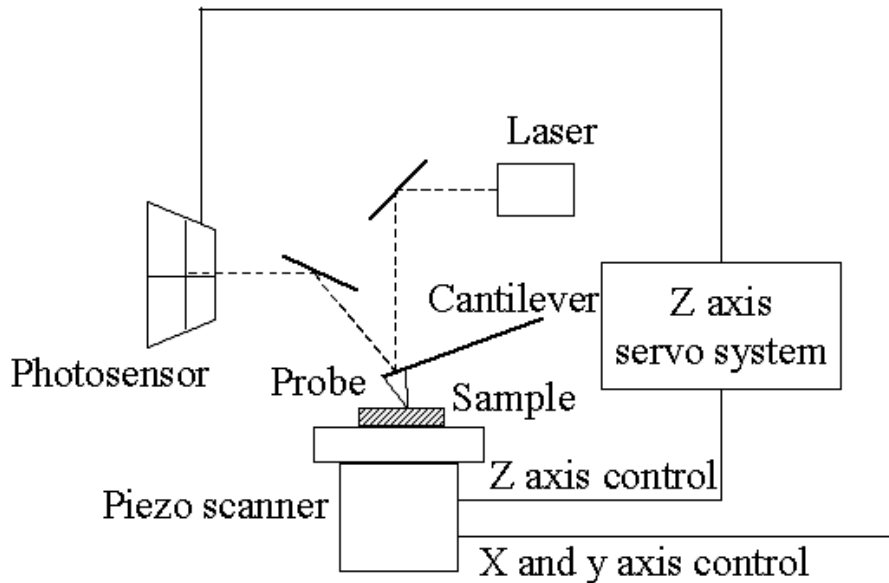 Laser
Cantilever
Z axis
servo system
Photosensor
Probe
Sample
Z axis control
Piezo scanner
X and y axis control